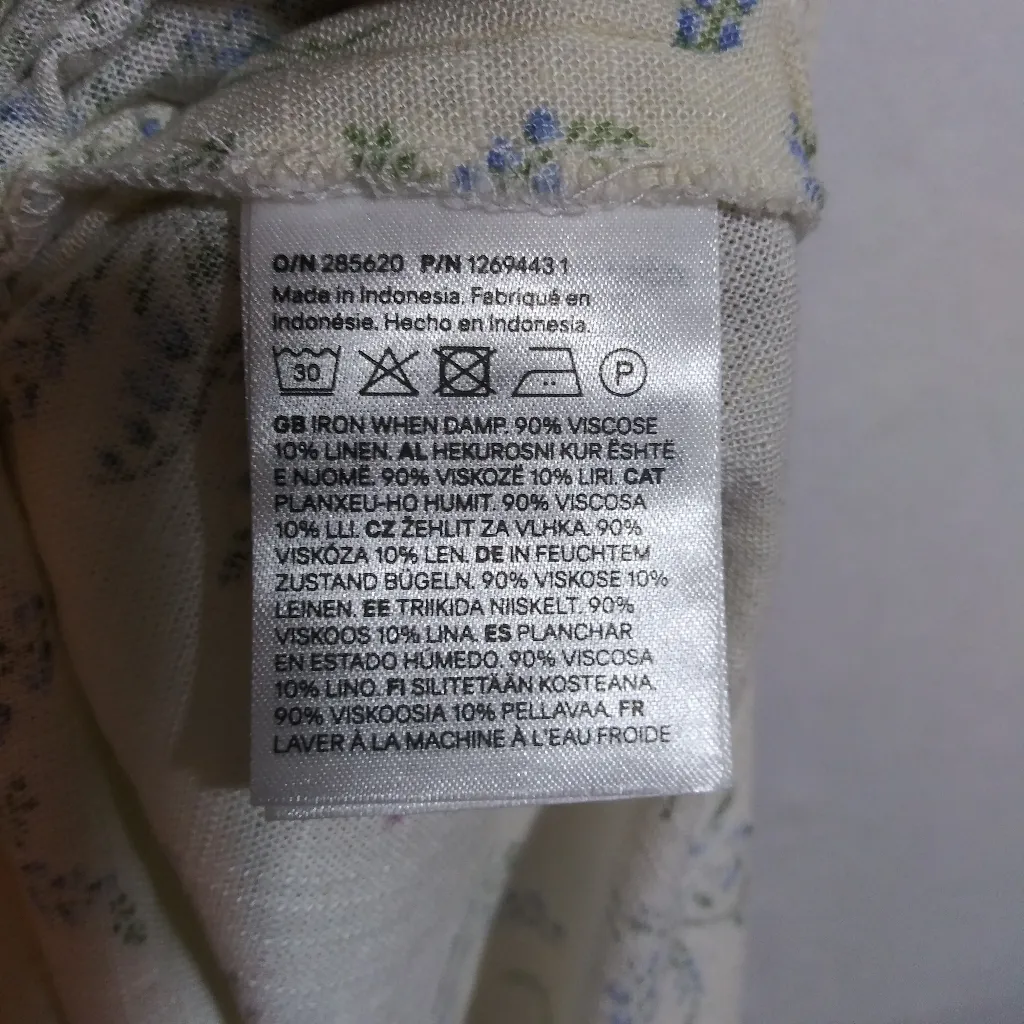 O/N 285620 P/N 1269443 1
Made in Indonesia. Fabriqué en
Indonésie. Hecho en Indonesia.
30 P
GB IRON WHEN DAMP. 90% VISCOSE
10% LINEN. AL HEKUROSNI KUR ËSHTË
E NJOMË. 90% VISKOZË 10% LIRI. CAT
PLANXEU-HO HUMIT. 90% VISCOSA
10% LLI. CZ ŽEHLIT ZA VLHKA. 90%
VISKÓZA 10% LEN. DE IN FEUCHTEM
ZUSTAND BÜGELN. 90% VISKOSE 10%
LEINEN. EE TRIIKIDA NIISKELT. 90%
VISKOOS 10% LINA. ES PLANCHAR
EN ESTADO HÚMEDO. 90% VISCOSA
10% LINO. FI SILITETÄÄN KOSTEANA.
90% VISKOOSIA 10% PELLAVAA. FR
LAVER À LA MACHINE À L'EAU FROIDE